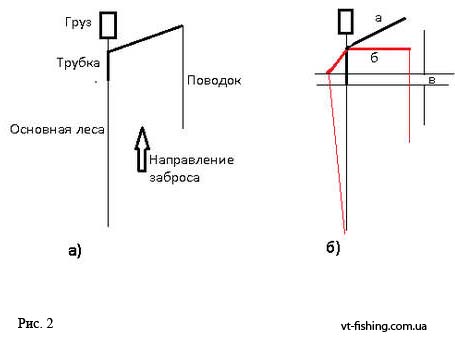 Груз
Трубка
Поводок
Основная леса
Направление
заброса
а)
а
б
в
б)
Рис. 2
vt-fishing.com.ua